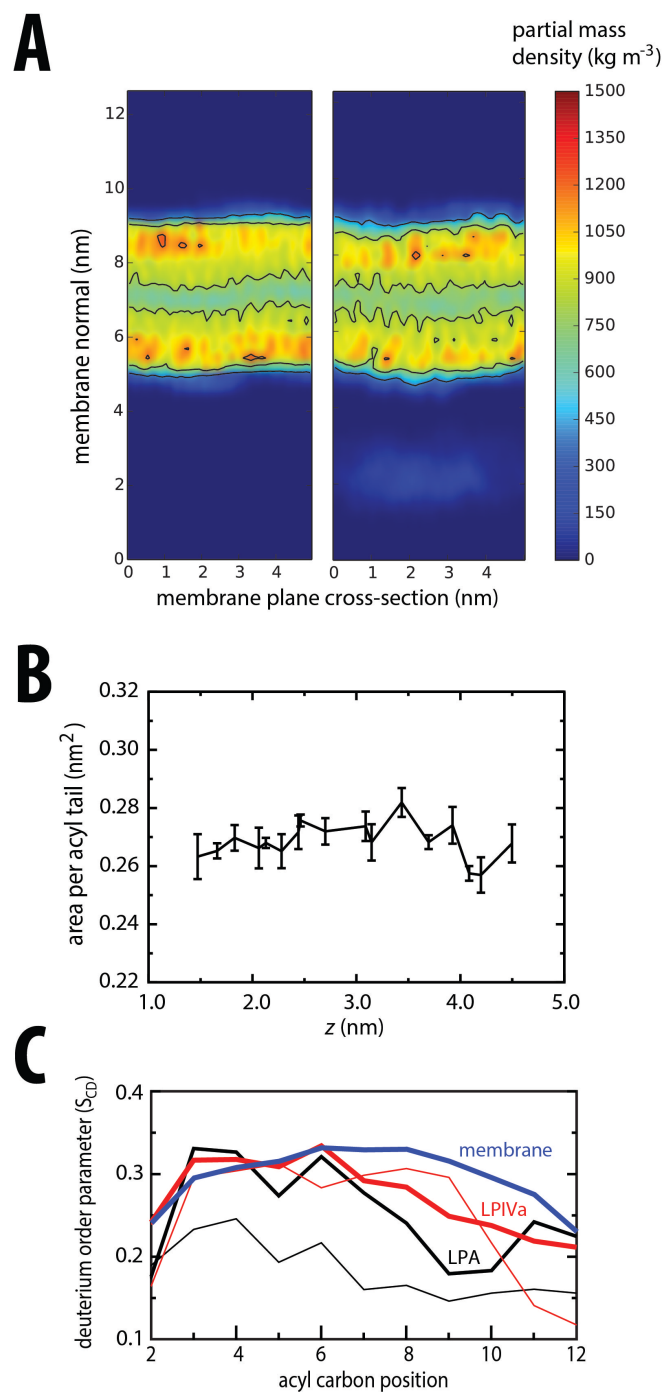 A
partial mass
density (kg m-3)
membrane normal (nm)
12
10
8
6
4
2
0
0 1 2 3 4
0 1 2 3 4
membrane plane cross-section (nm)
1500
1350
1200
1050
900
750
600
450
300
150
0
B
area per acyl tail (nm2)
0.32
0.30
0.28
0.26
0.24
0.22
1.0 2.0 3.0 4.0 5.0
z (nm)
C
deuterium order parameter (SCD)
0.4
0.3
0.2
0.1
membrane
LPIVa
LPA
2 4 6 8 10 12
acyl carbon position